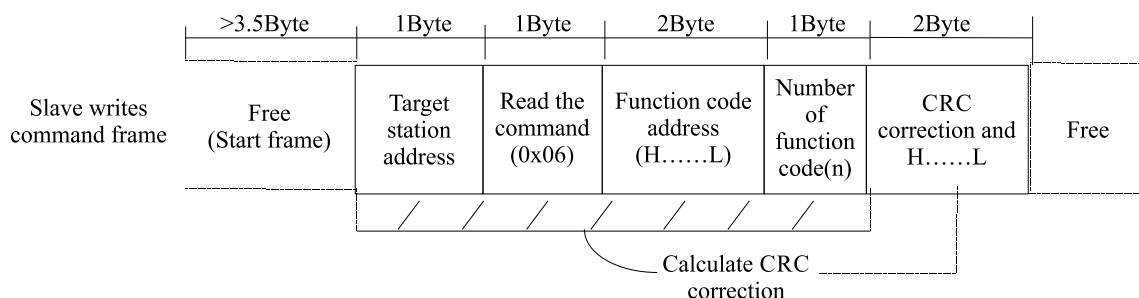 >3.5Byte 1Byte 1Byte 2Byte 1Byte 2Byte
Slave writes
command frame
Free
(Start frame)
Target
station
address
Read the
command
(0x06)
Function code
address
(H......L)
Number
of
function
code(n)
CRC
correction and
H......L
Free
Calculate CRC
correction